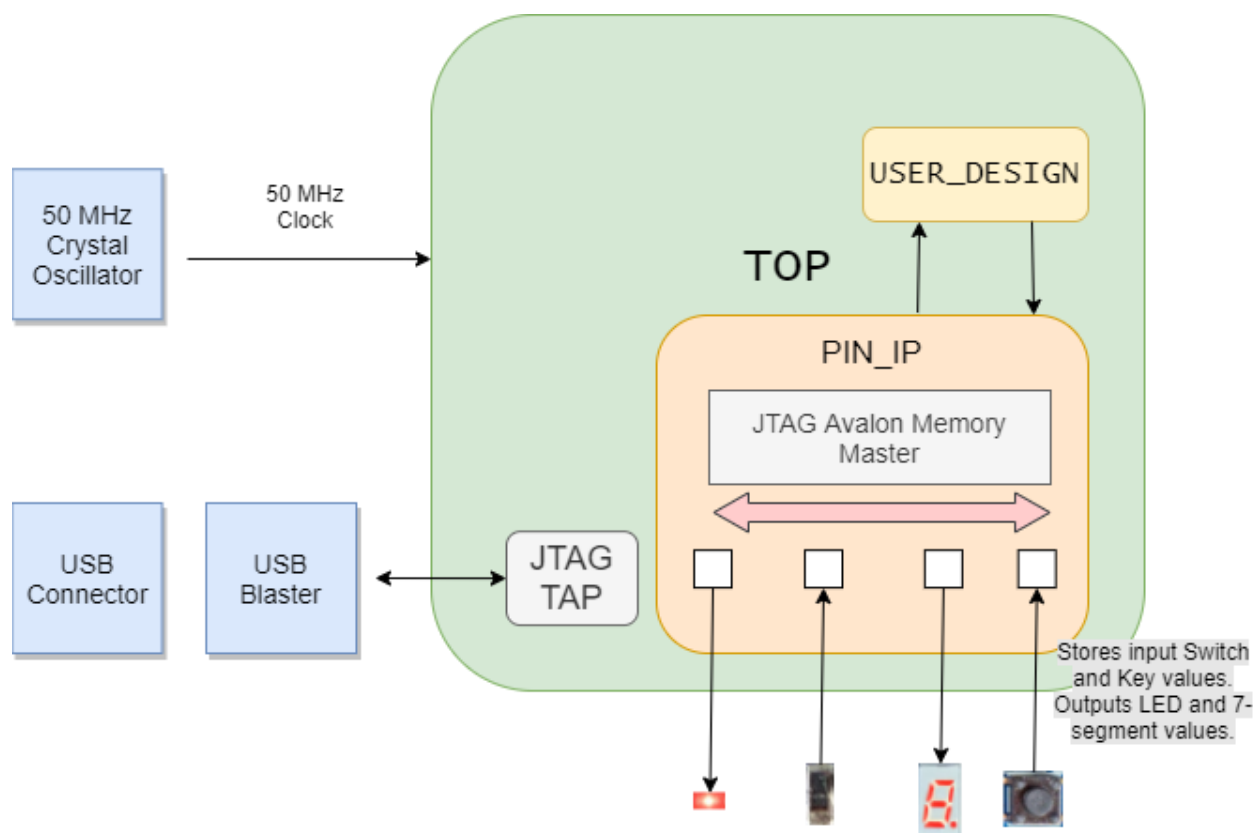 USER_DESIGN
50 MHz
Clock
50 MHz
Crystal
Oscillator
TOP
PIN_IP
JTAG Avalon Memory
Master
USB
Connector
USB
Blaster
JTAG
TAP
Stores input Switch
and Key values.
Outputs LED and 7-
segment values.